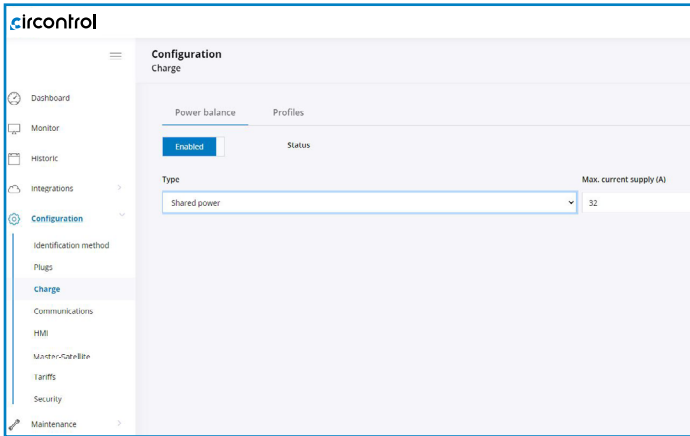 circontrol
Configuration
Charge
Dashboard
Monitor
Historic
Integrations
Configuration
Identification method
Plugs
Charge
Communications
HMI
Master-Satellite
Tariffs
Security
Maintenance
Power balance Profiles
Enabled Status
Type Max. current supply (A)
Shared power 32